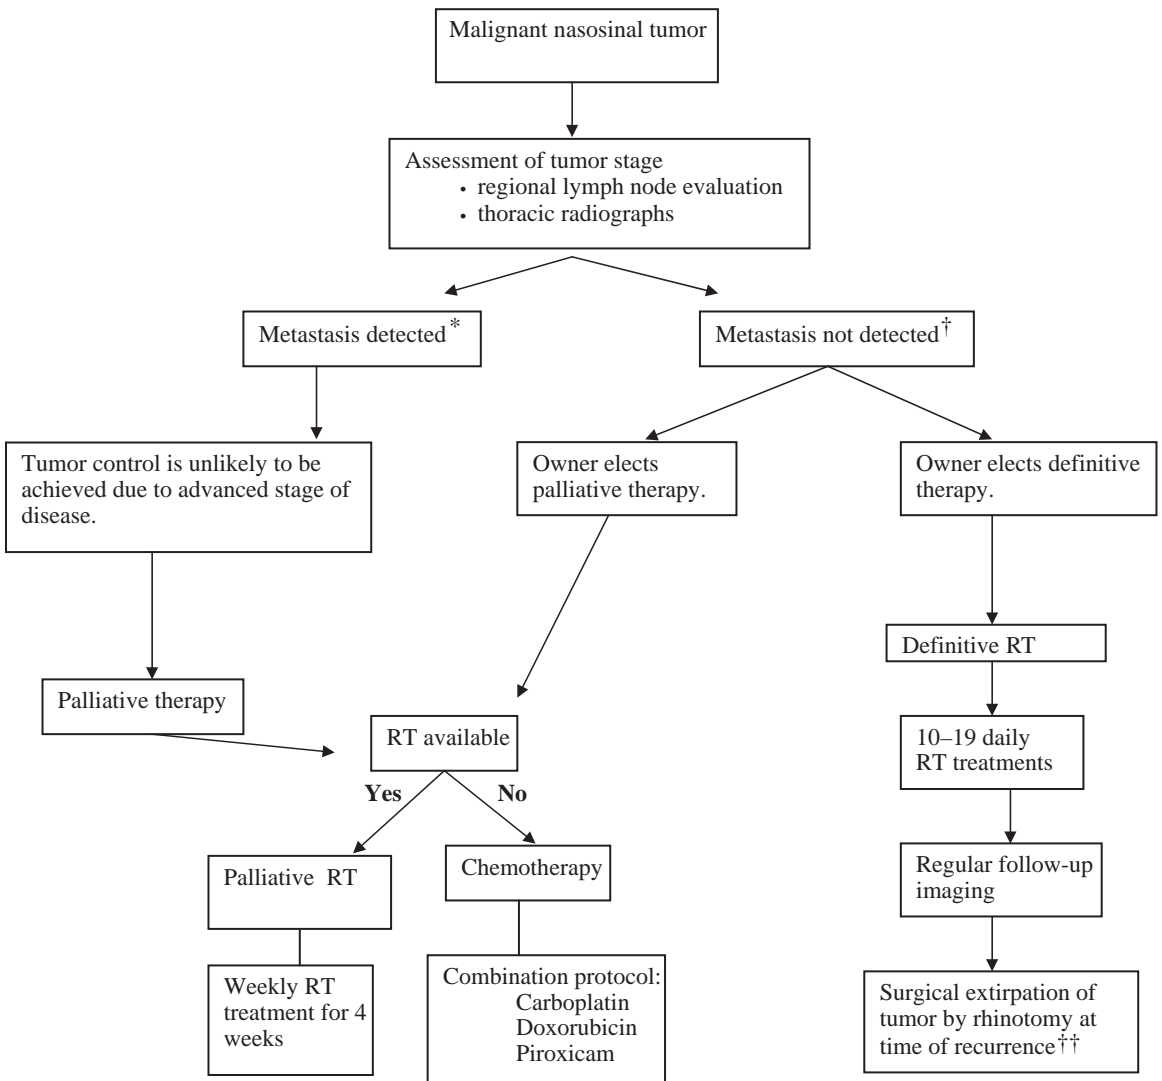 Malignant nasosinal tumor
Assessment of tumor stage
• regional lymph node evaluation
• thoracic radiographs
Metastasis detected*
Metastasis not detected†
Tumor control is unlikely to be
achieved due to advanced stage of
disease.
Owner elects
palliative therapy.
Owner elects definitive
therapy.
Definitive RT
Palliative therapy
RT available
10–19 daily
RT treatments
Yes
No
Palliative RT
Chemotherapy
Regular follow-up
imaging
Weekly RT
treatment for 4
weeks
Combination protocol:
Carboplatin
Doxorubicin
Piroxicam
Surgical extirpation of
tumor by rhinotomy at
time of recurrence††